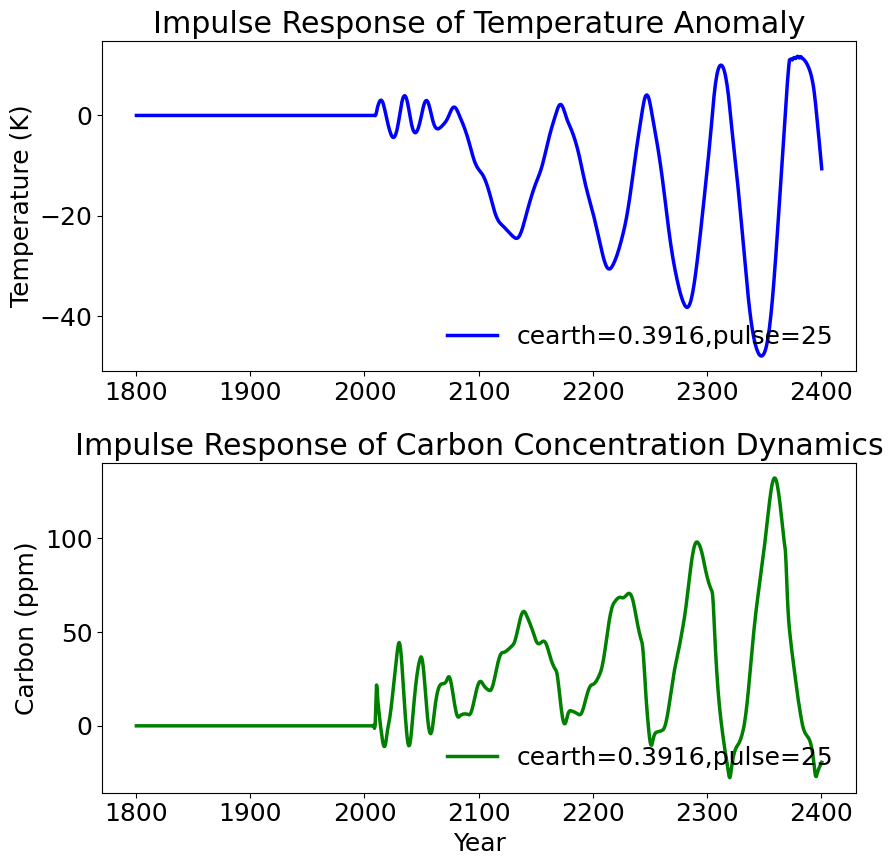 Impulse Response of Temperature Anomaly
Temperature (K)
0
−20
−40
cearth=0.3916,pulse=25
1800 1900 2000 2100 2200 2300 2400
Impulse Response of Carbon Concentration Dynamics
Carbon (ppm)
100
50
0
cearth=0.3916,pulse=25
1800 1900 2000 2100 2200 2300 2400
Year